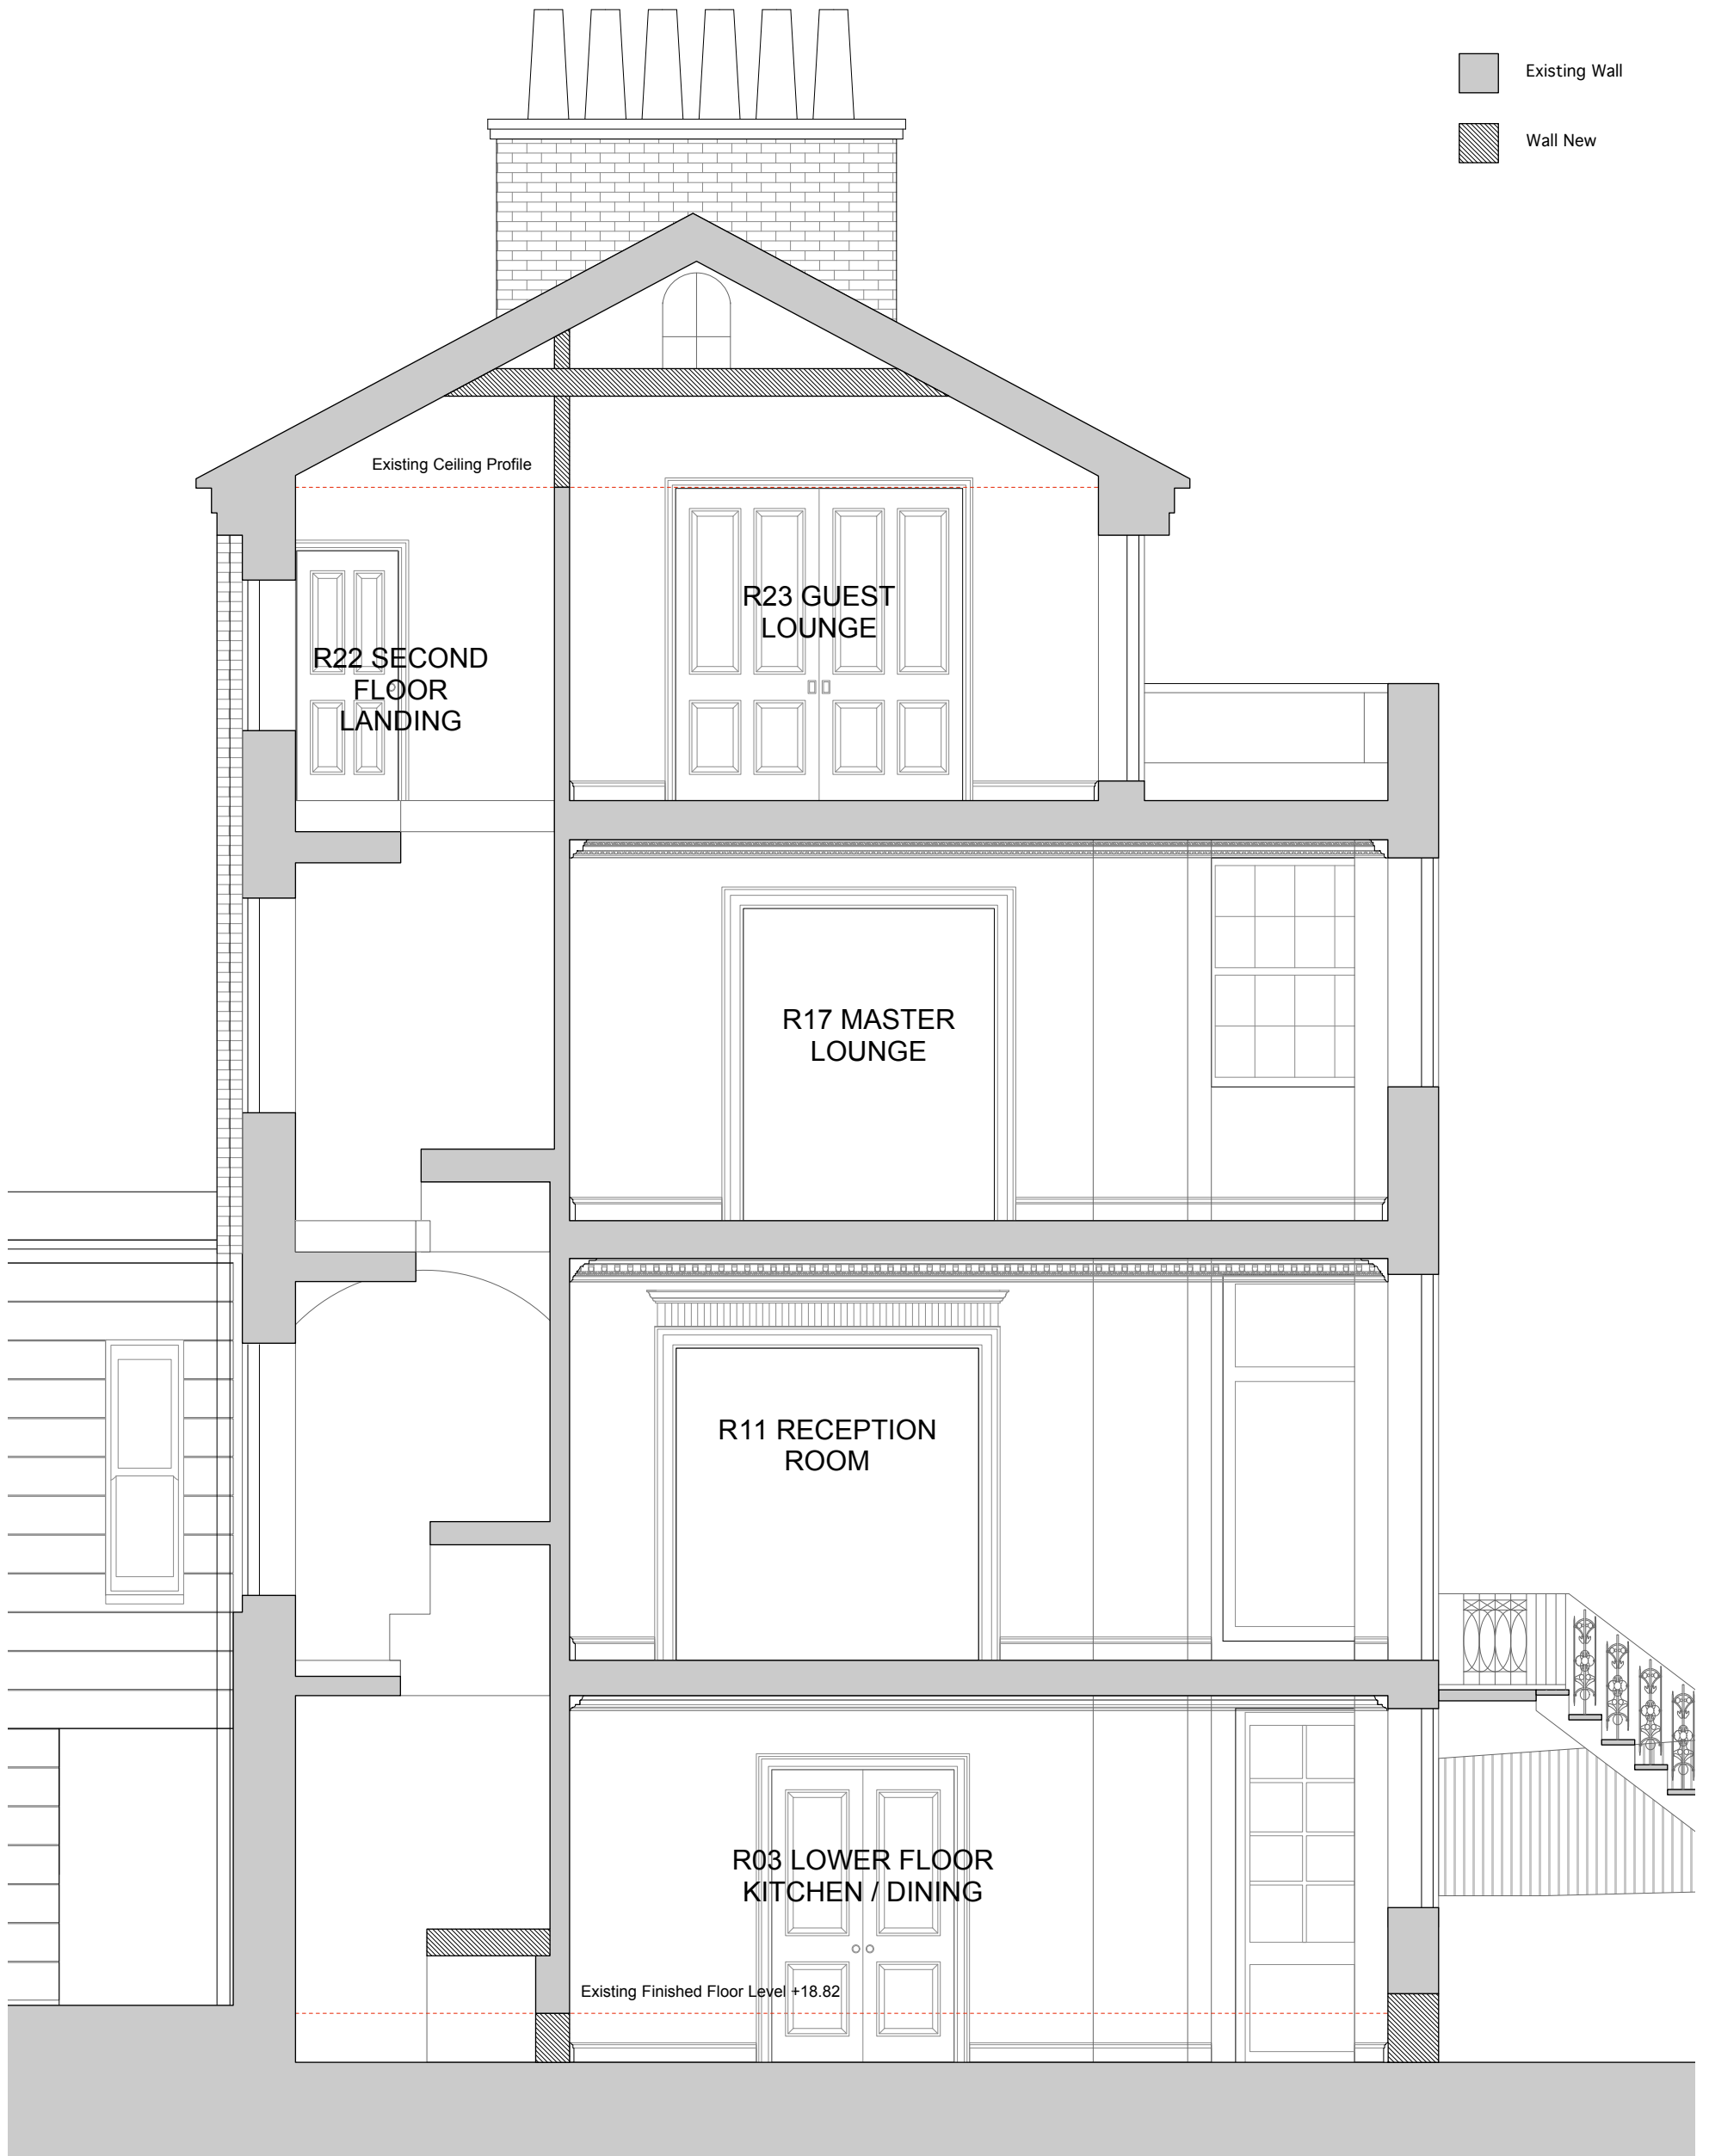 Existing Wall
Wall New
Existing Ceiling Profile
R23 GUEST
LOUNGE
R22 SECOND
FLOOR
LANDING
R17 MASTER
LOUNGE
R11 RECEPTION
ROOM
R03 LOWER FLOOR
KITCHEN / DINING
Existing Finished Floor Level +18.82